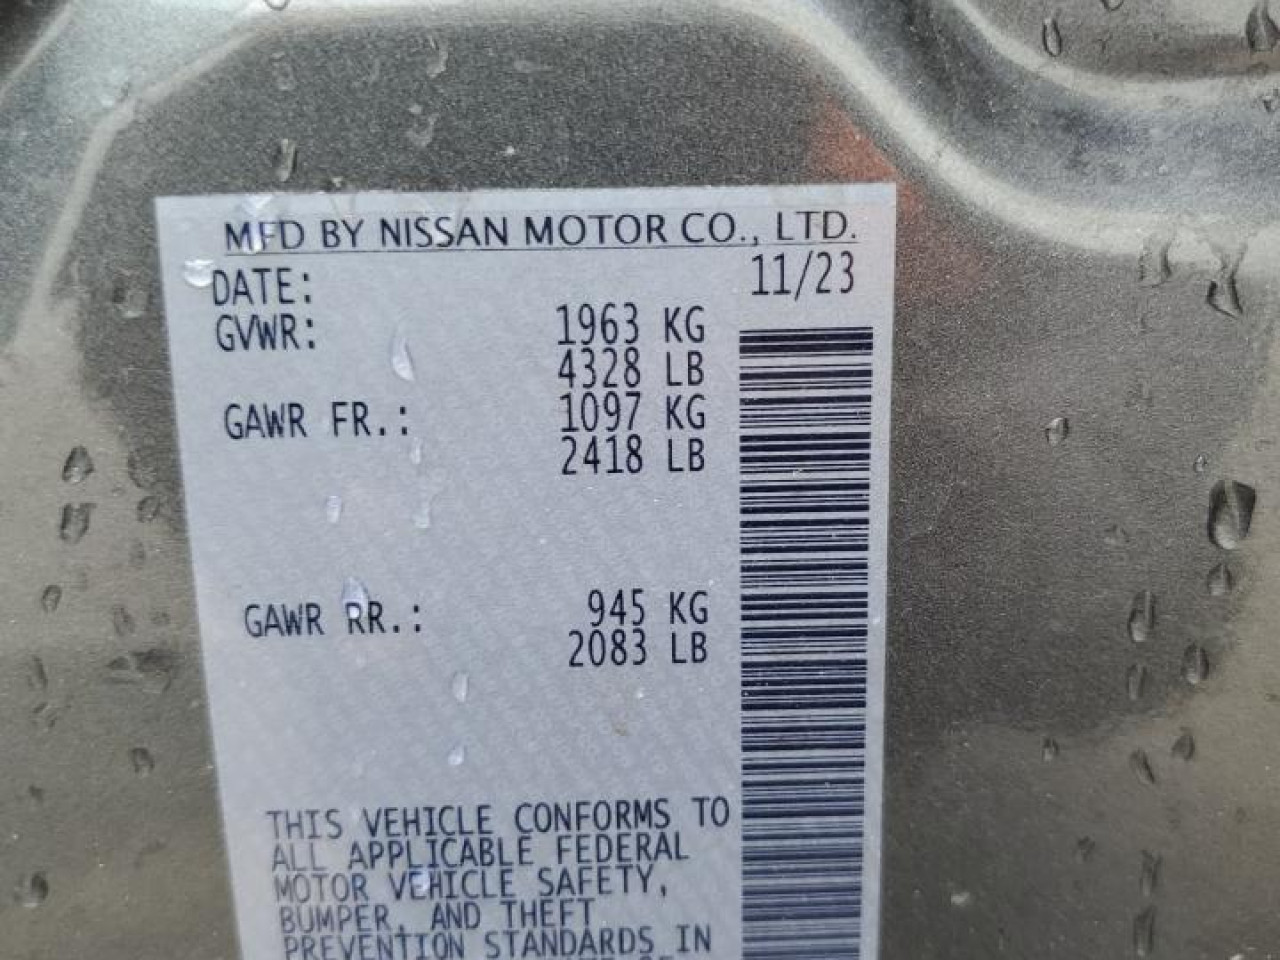 MFD BY NISSAN MOTOR CO., LTD.
DATE: 11/23
GVWR: 1963 KG
4328 LB
GAWR FR.: 1097 KG
2418 LB
GAWR RR.: 945 KG
2083 LB
THIS VEHICLE CONFORMS TO
ALL APPLICABLE FEDERAL
MOTOR VEHICLE SAFETY,
BUMPER, AND THEFT
PREVENTION STANDARDS IN